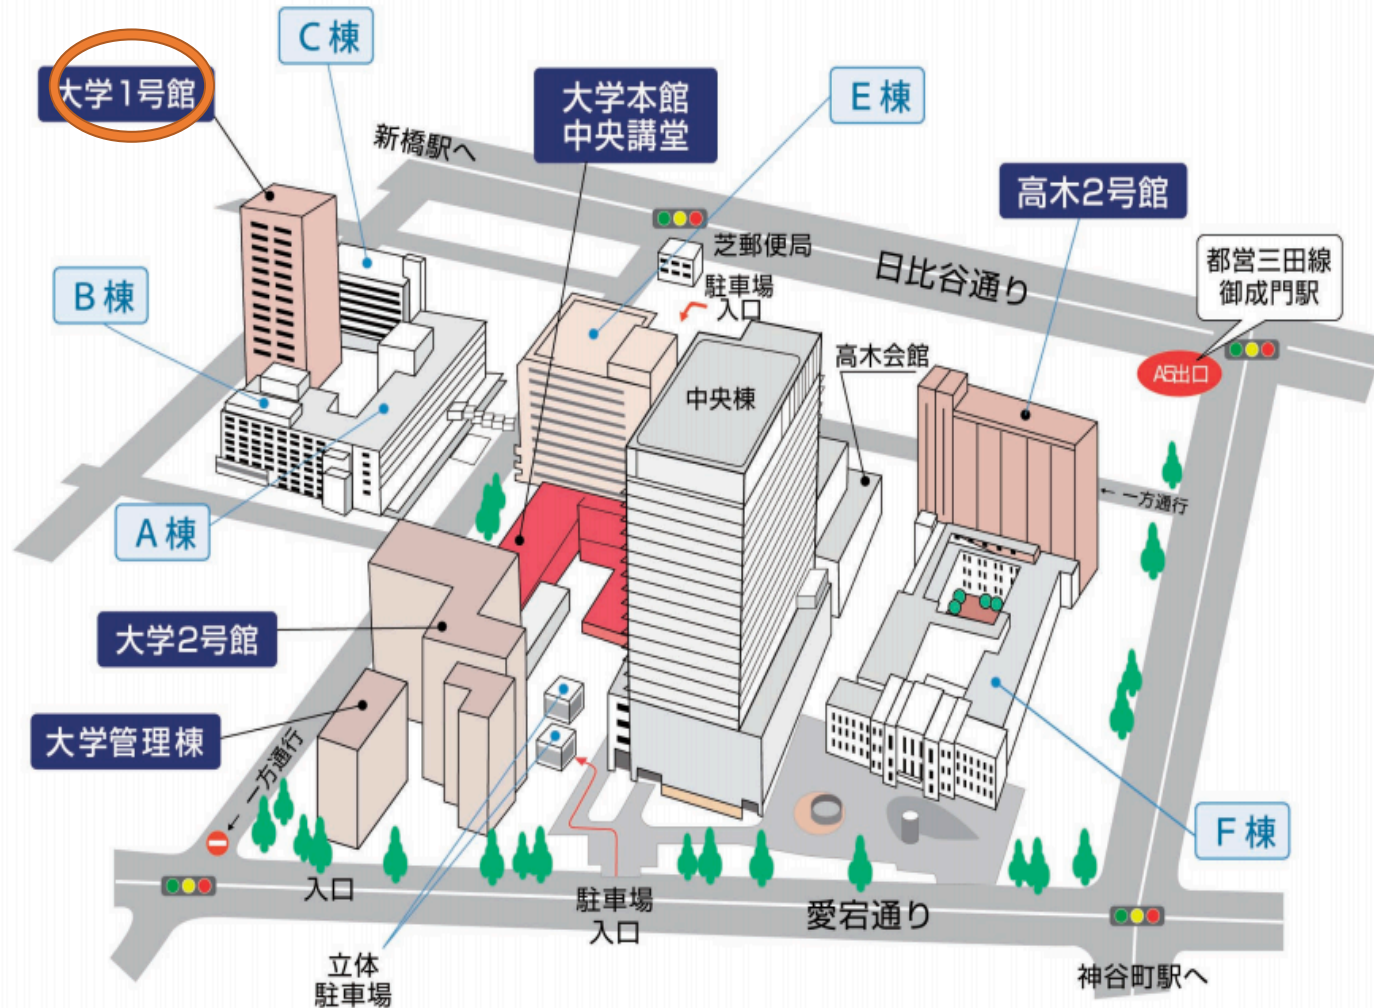 C棟
大学1号館
大学本館
中央講堂
E棟
新橋駅へ
高木2号館
芝郵便局
日比谷通り
都営三田線
御成門駅
駐車場
入口
B棟
高木会館
A5出口
中央棟
一方通行
A棟
大学2号館
大学管理棟
一方通行
F棟
入口
駐車場
入口
愛宕通り
立体
駐車場
神谷町駅へ